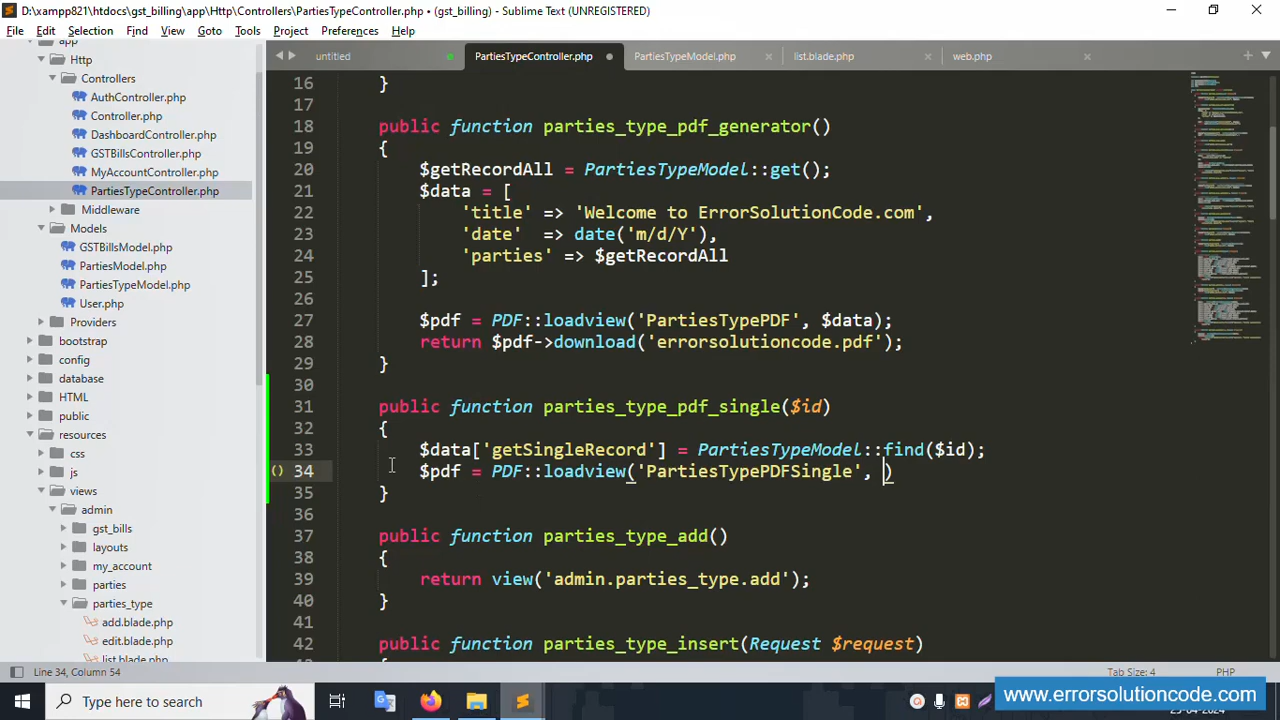 D:\xampp821\htdocs\gst_billing\app\Http\Controllers\PartiesTypeController.php • (gst_billing) - Sublime Text (UNREGISTERED)
File Edit Selection Find View Goto Tools Project Preferences Help
untitled PartiesTypeController.php PartiesTypeModel.php list.blade.php web.php
app
Http
Controllers
AuthController.php
Controller.php
DashboardController.php
GSTBillsController.php
MyAccountController.php
PartiesTypeController.php
Middleware
Models
GSTBillsModel.php
PartiesModel.php
PartiesTypeModel.php
User.php
Providers
bootstrap
config
database
HTML
public
resources
css
js
views
admin
gst_bills
layouts
my_account
parties
parties_type
add.blade.php
edit.blade.php
list.blade.php
16 }
17
18 public function parties_type_pdf_generator()
19 {
20 $getRecordAll = PartiesTypeModel::get();
21 $data = [
22 'title' => 'Welcome to ErrorSolutionCode.com',
23 'date' => date('m/d/Y'),
24 'parties' => $getRecordAll
25 ];
26
27 $pdf = PDF::loadview('PartiesTypePDF', $data);
28 return $pdf->download('errorsolutioncode.pdf');
29 }
30
31 public function parties_type_pdf_single($id)
32 {
33 $data['getSingleRecord'] = PartiesTypeModel::find($id);
34 $pdf = PDF::loadview('PartiesTypePDFSingle', )
35 }
36
37 public function parties_type_add()
38 {
39 return view('admin.parties_type.add');
40 }
41
42 public function parties_type_insert(Request $request)
43 {
Line 34, Column 54 Tab Size: 4 PHP
Type here to search
www.errorsolutioncode.com
25-04-2024